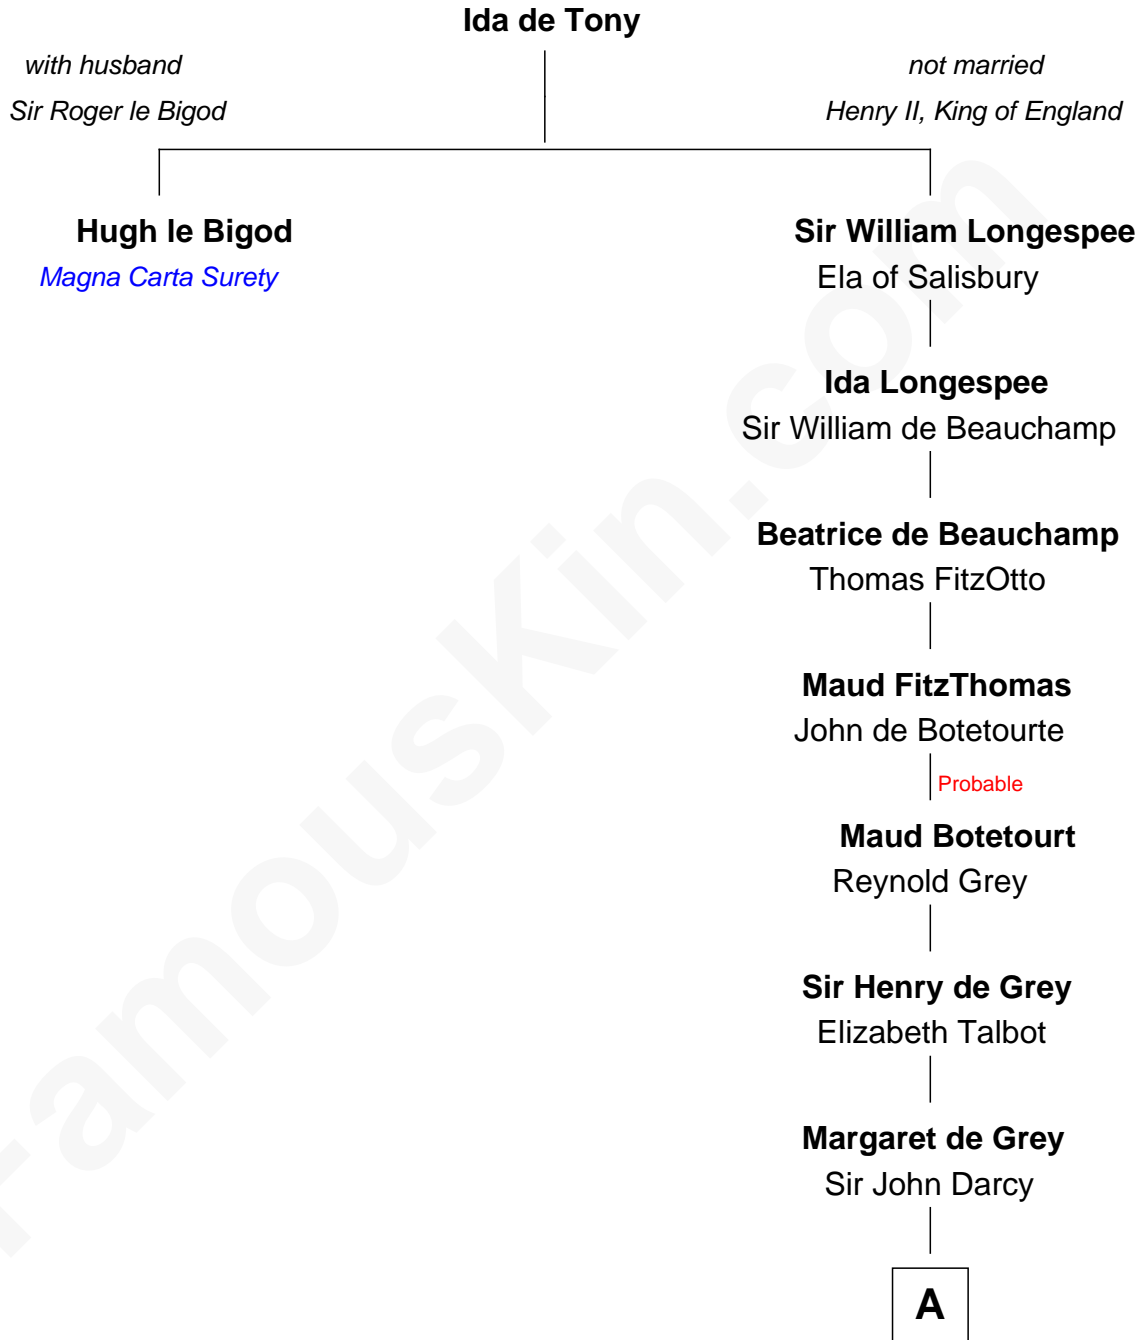 Ida de Tony
with husband
Sir Roger le Bigod
not married
Henry II, King of England
Hugh le Bigod
Magna Carta Surety
Sir William Longespee
Ela of Salisbury
Ida Longespee
Sir William de Beauchamp
Beatrice de Beauchamp
Thomas FitzOtto
Maud FitzThomas
John de Botetourte
Probable
Maud Botetourt
Reynold Grey
Sir Henry de Grey
Elizabeth Talbot
Margaret de Grey
Sir John Darcy
A
FamousKin.com